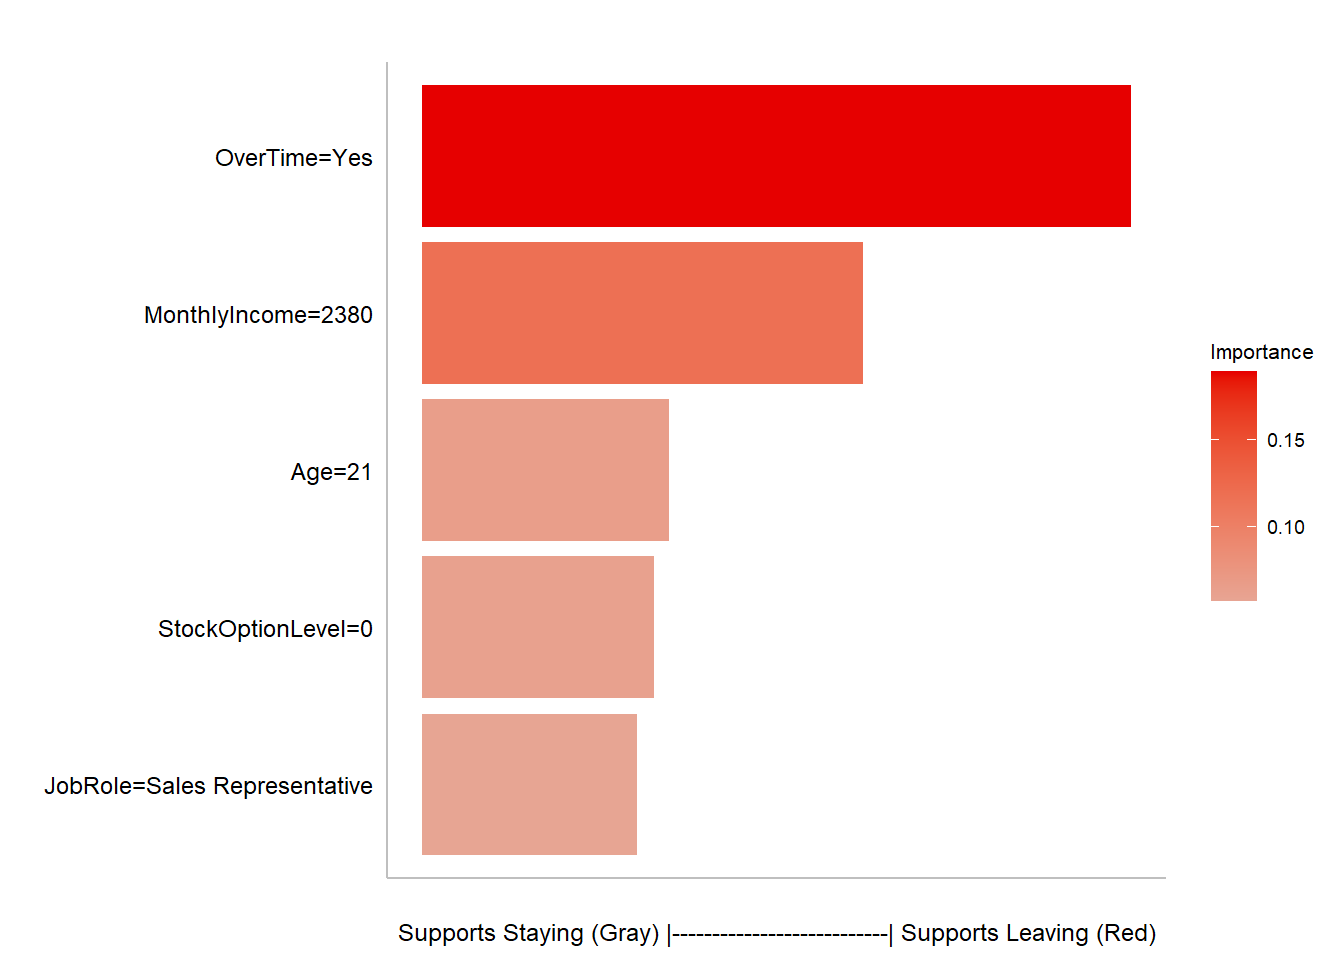 OverTime=Yes
MonthlyIncome=2380
Age=21
StockOptionLevel=0
JobRole=Sales Representative
Importance
0.15
0.10
Supports Staying (Gray) |---------------------------| Supports Leaving (Red)